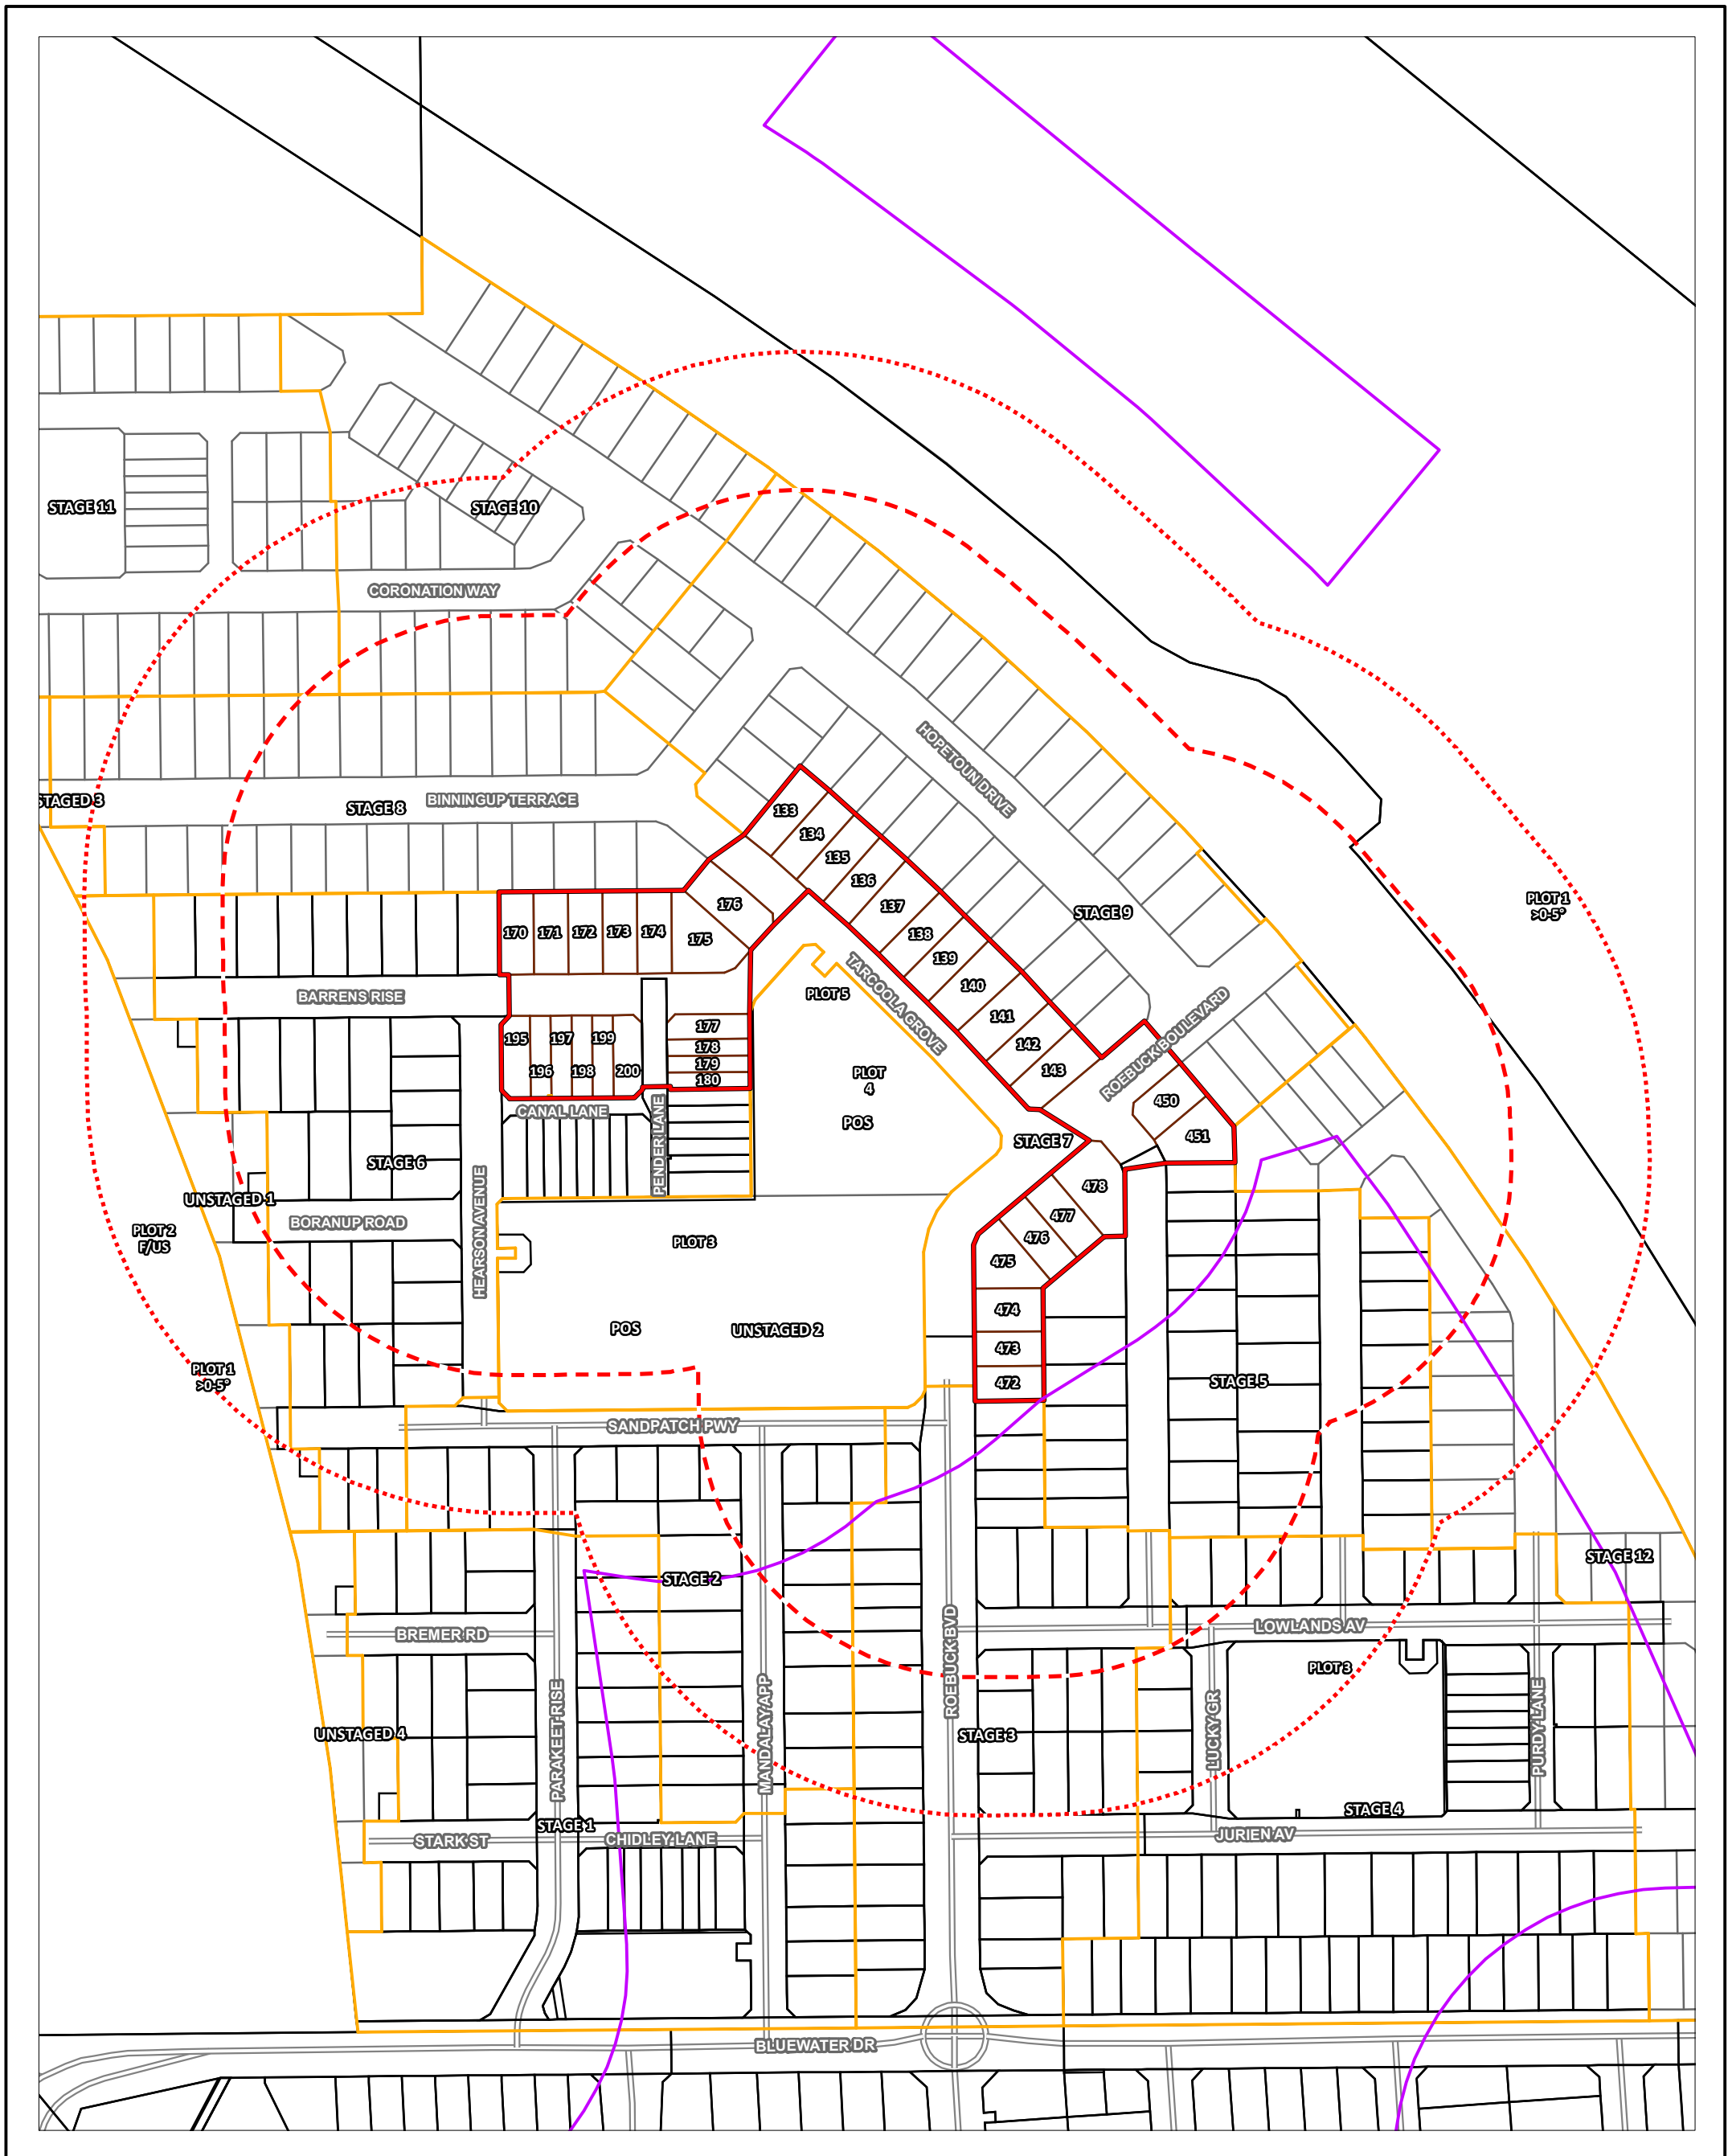 STAGE 11
STAGE 10
CORONATION WAY
HOPETOUN DRIVE
STAGED 3
STAGE 8
BINNINGUP TERRACE
133
134
135
136
137
138
139
140
141
142
143
PLOT 1
>0-5°
STAGE 9
176
170
171
172
173
174
175
TARCOOLA GROVE
PLOT 5
BARRENS RISE
ROEBUCK BOULEVARD
195
197
199
177
178
179
180
196
198
200
PLOT
4
450
451
CANAL LANE
PENDER LANE
POS
STAGE 7
STAGE 6
HEARSON AVENUE
478
477
476
475
474
473
472
UNSTAGED 1
BORANUP ROAD
PLOT 2
F/US
PLOT 3
POS
UNSTAGED 2
PLOT 1
>0-5°
STAGE 5
SANDPATCH PWY
STAGE 12
STAGE 2
LOWLANDS AV
BREMER RD
ROEBUCK BVD
PLOT 3
PARAKEET RISE
MANDALAY APP
LUCKY GR
PURDY LANE
UNSTAGED 4
STAGE 3
STAGE 4
STAGE 1
STARK ST
CHIDLEY LANE
JURIEN AV
BLUEWATER DR